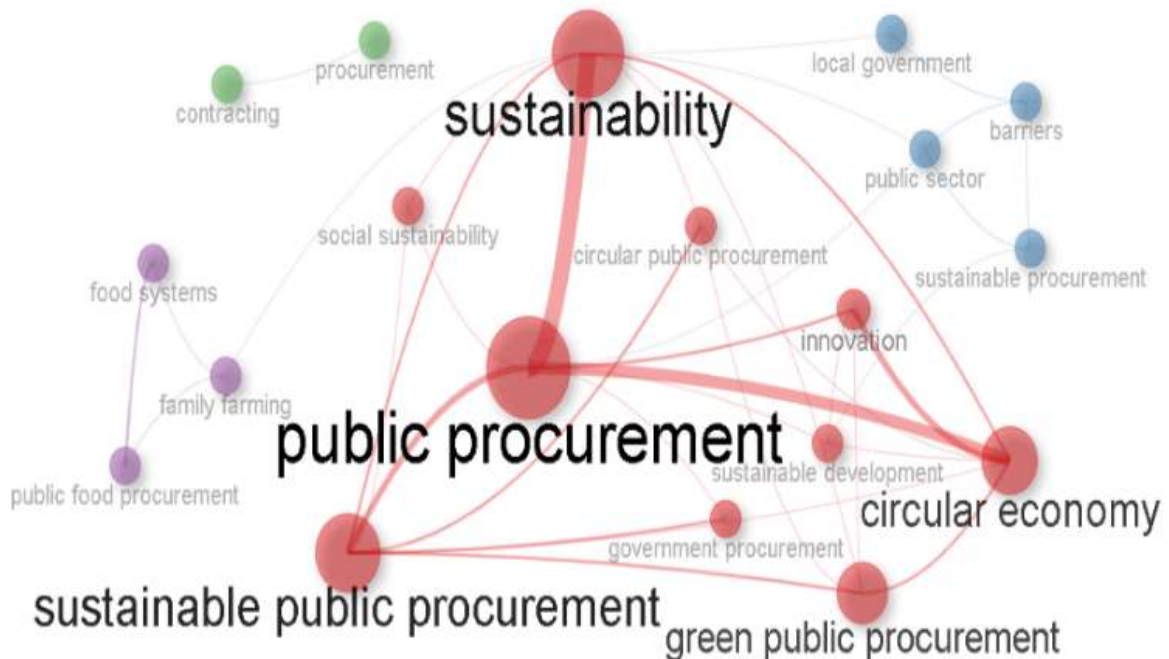 procurement
contracting
sustainability
local government
barriers
public sector
social sustainability
circular public procurement
sustainable procurement
food systems
innovation
family farming
public procurement
sustainable development
public food procurement
circular economy
government procurement
sustainable public procurement
green public procurement